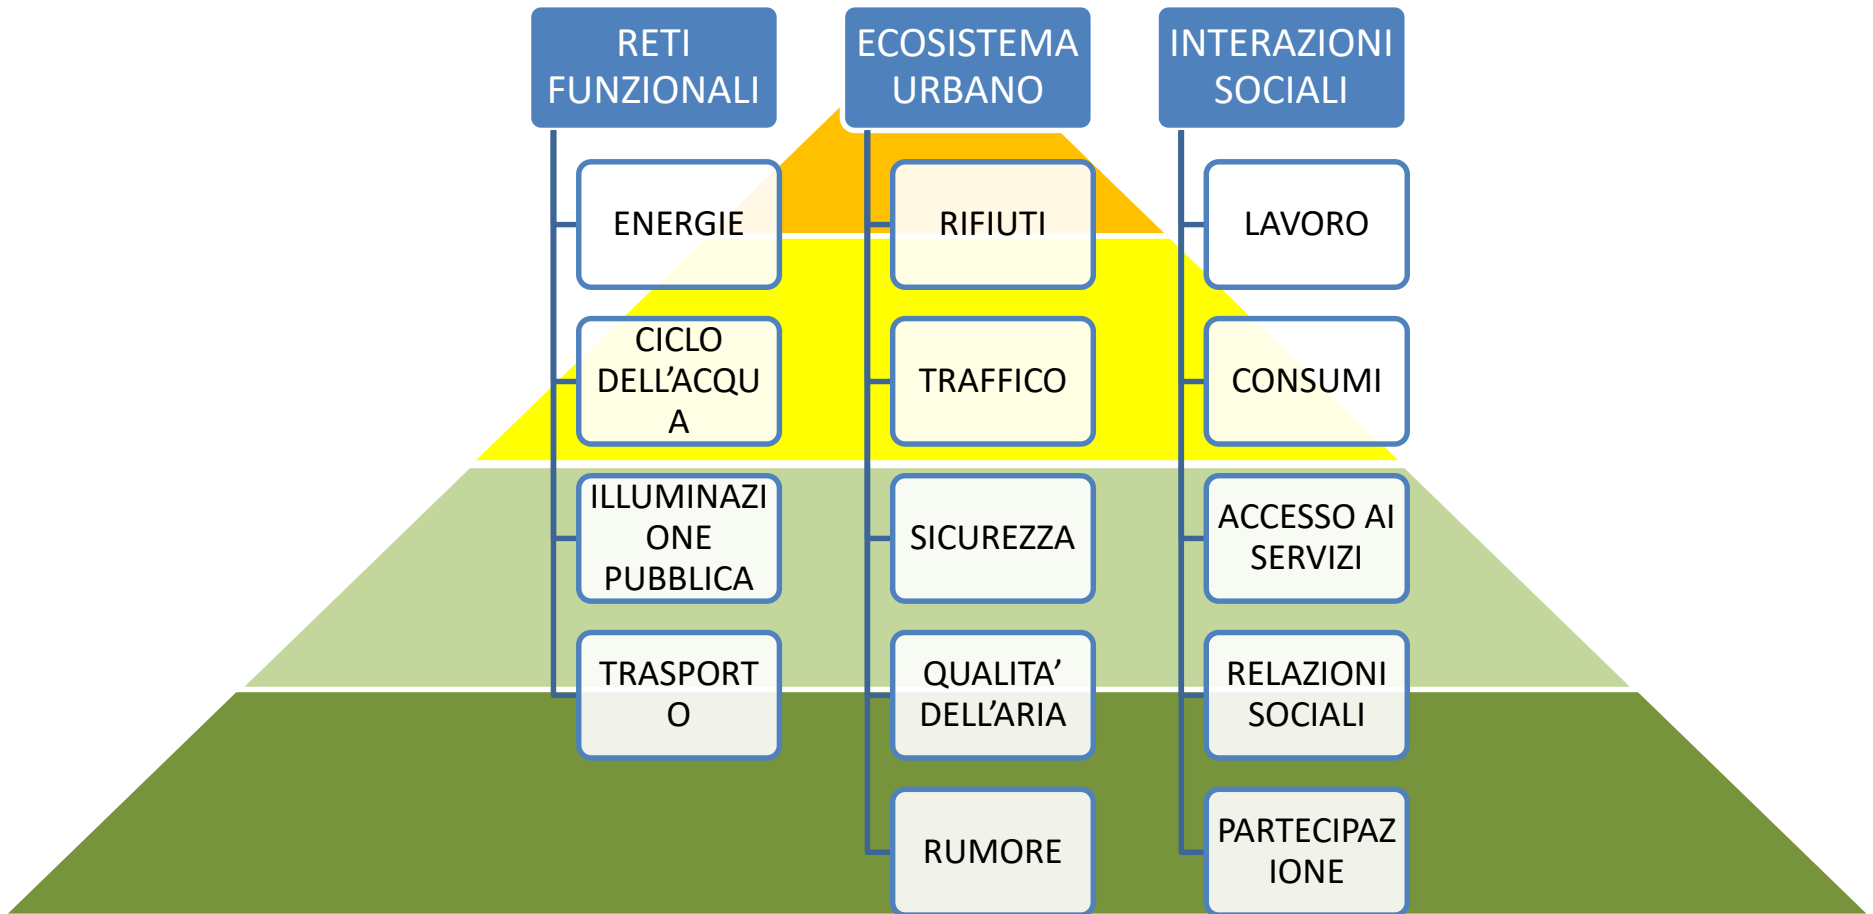 RETI
FUNZIONALI
ENERGIE
CICLO
DELL’ACQU
A
ILLUMINAZI
ONE
PUBBLICA
TRASPORT
O
ECOSISTEMA
URBANO
RIFIUTI
TRAFFICO
SICUREZZA
QUALITA’
DELL’ARIA
RUMORE
INTERAZIONI
SOCIALI
LAVORO
CONSUMI
ACCESSO AI
SERVIZI
RELAZIONI
SOCIALI
PARTECIPAZ
IONE